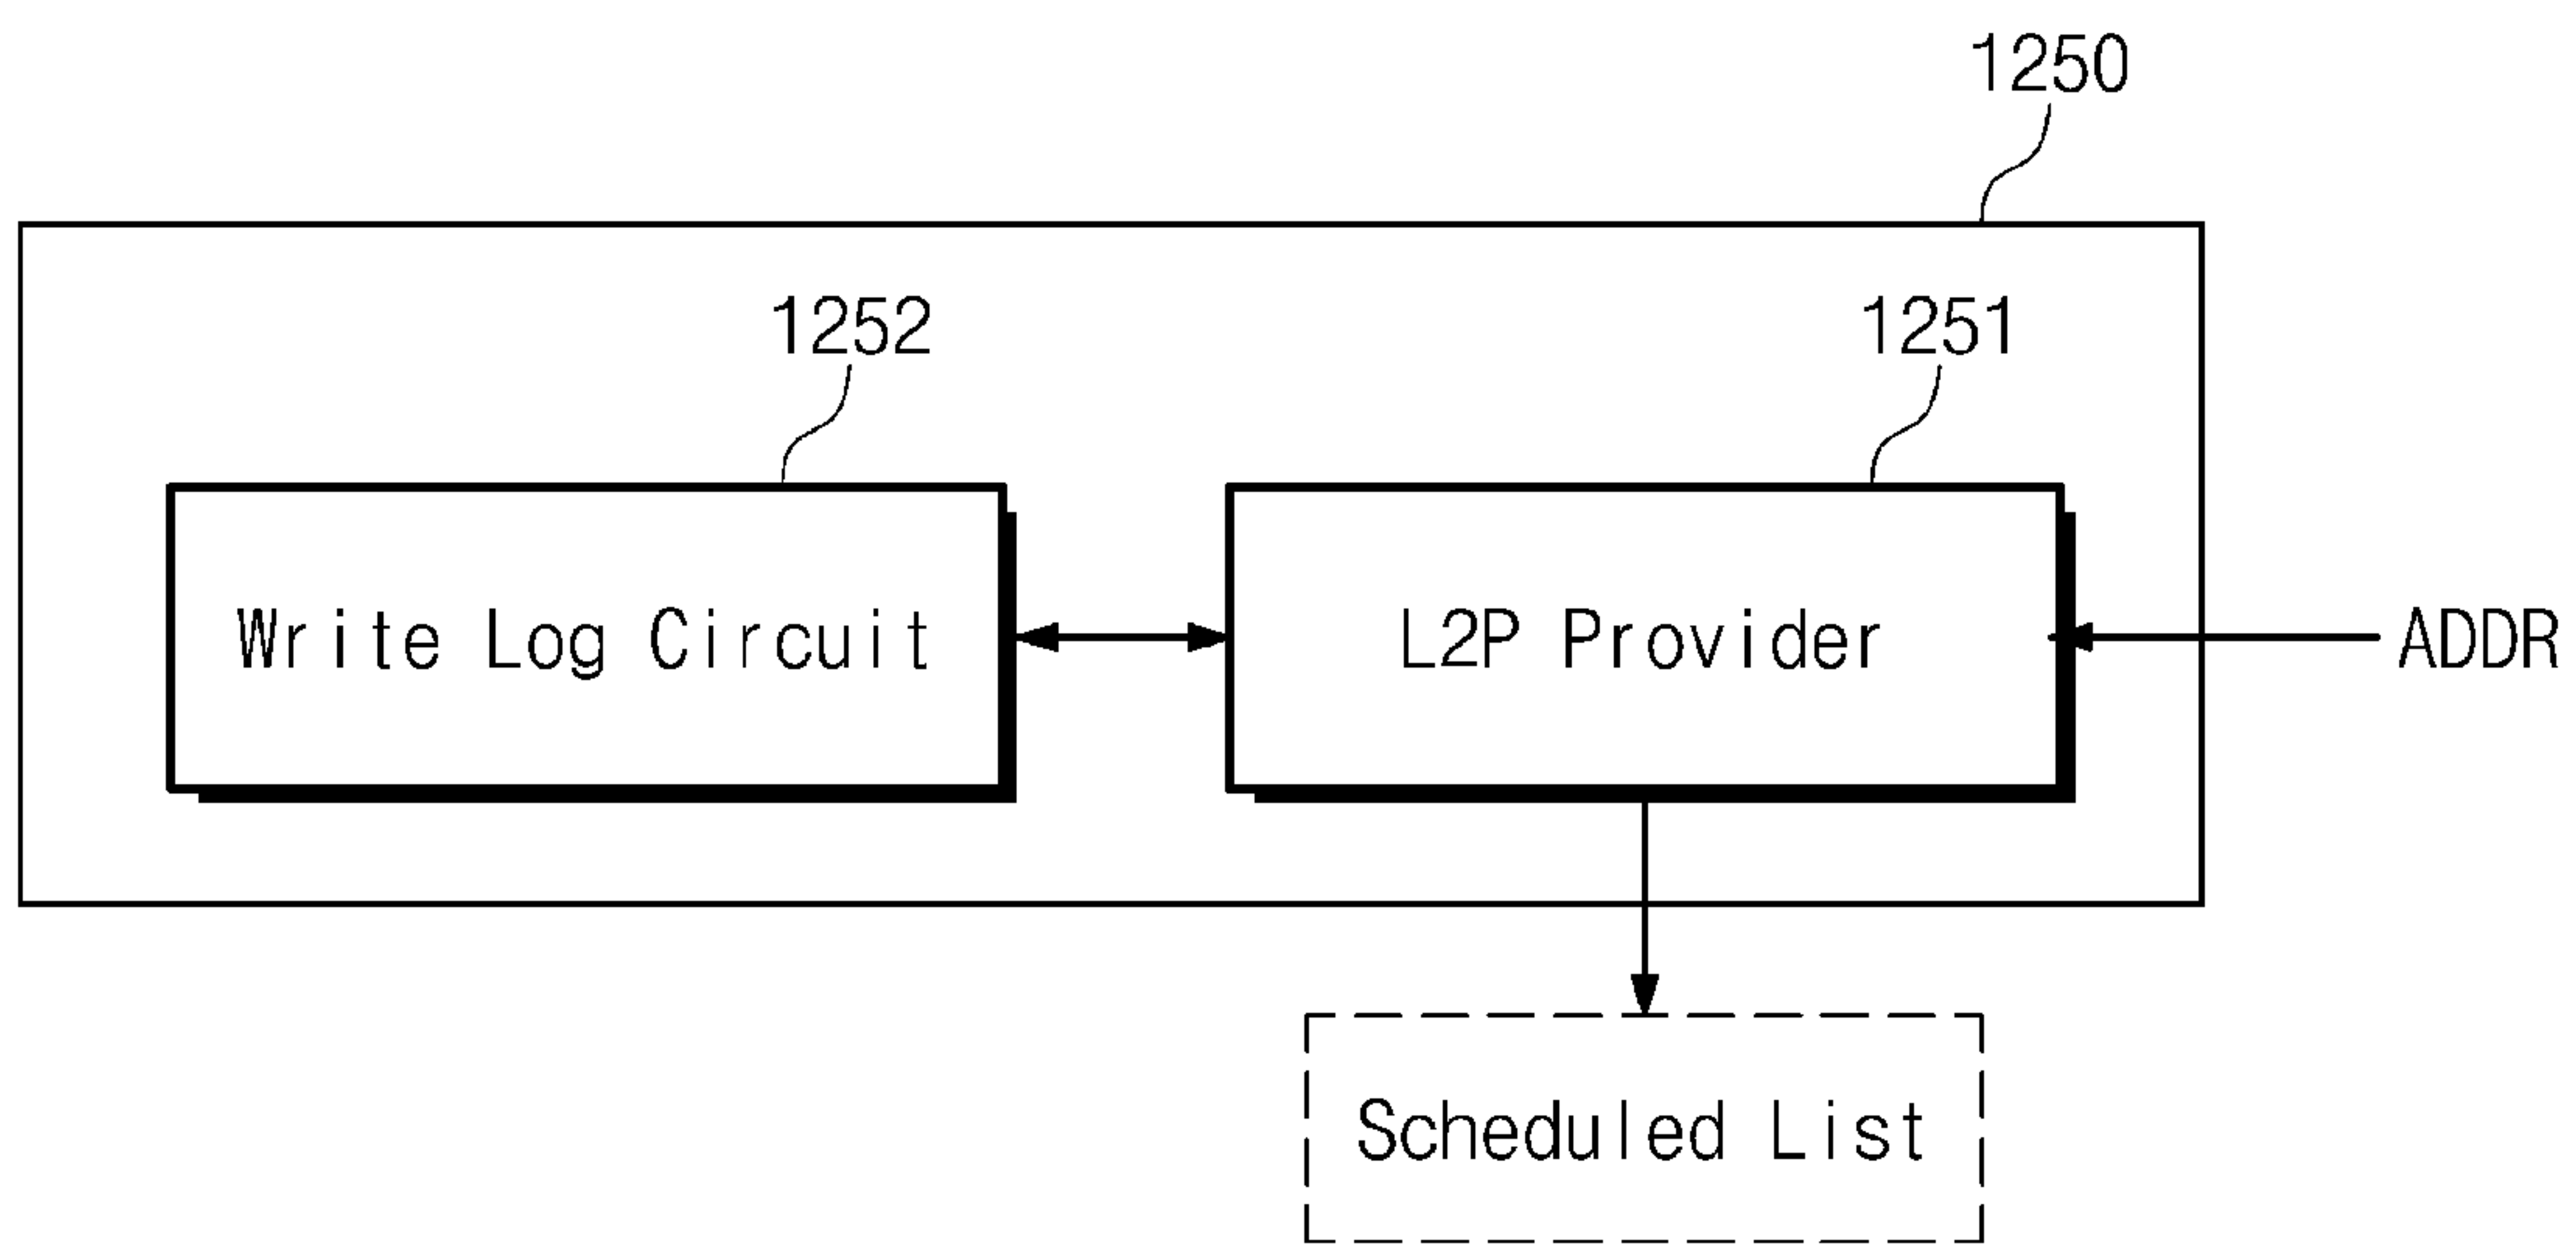 1250
1252
1251
Write Log Circuit
L2P Provider
ADDR
Scheduled List